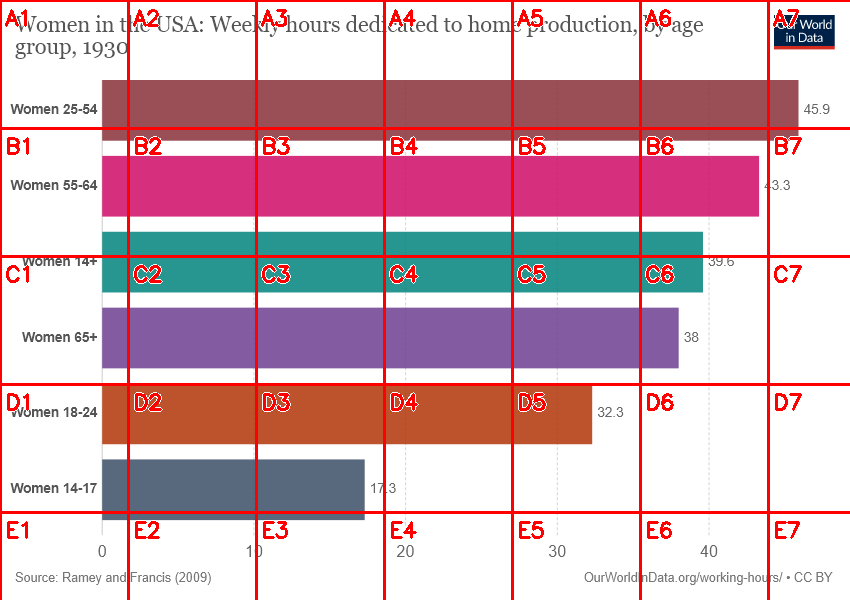 Women in the USA: Weekly hours dedicated to home production, by age
group, 1930
Our World
in Data
Women 25-54
45.9
Women 55-64
43.3
Women 14+
39.6
Women 65+
38
Women 18-24
32.3
Women 14-17
17.3
0 10 20 30 40
Source: Ramey and Francis (2009)
OurWorldInData.org/working-hours/ • CC BY
A1 A2 A3 A4 A5 A6 A7
B1 B2 B3 B4 B5 B6 B7
C1 C2 C3 C4 C5 C6 C7
D1 D2 D3 D4 D5 D6 D7
E1 E2 E3 E4 E5 E6 E7